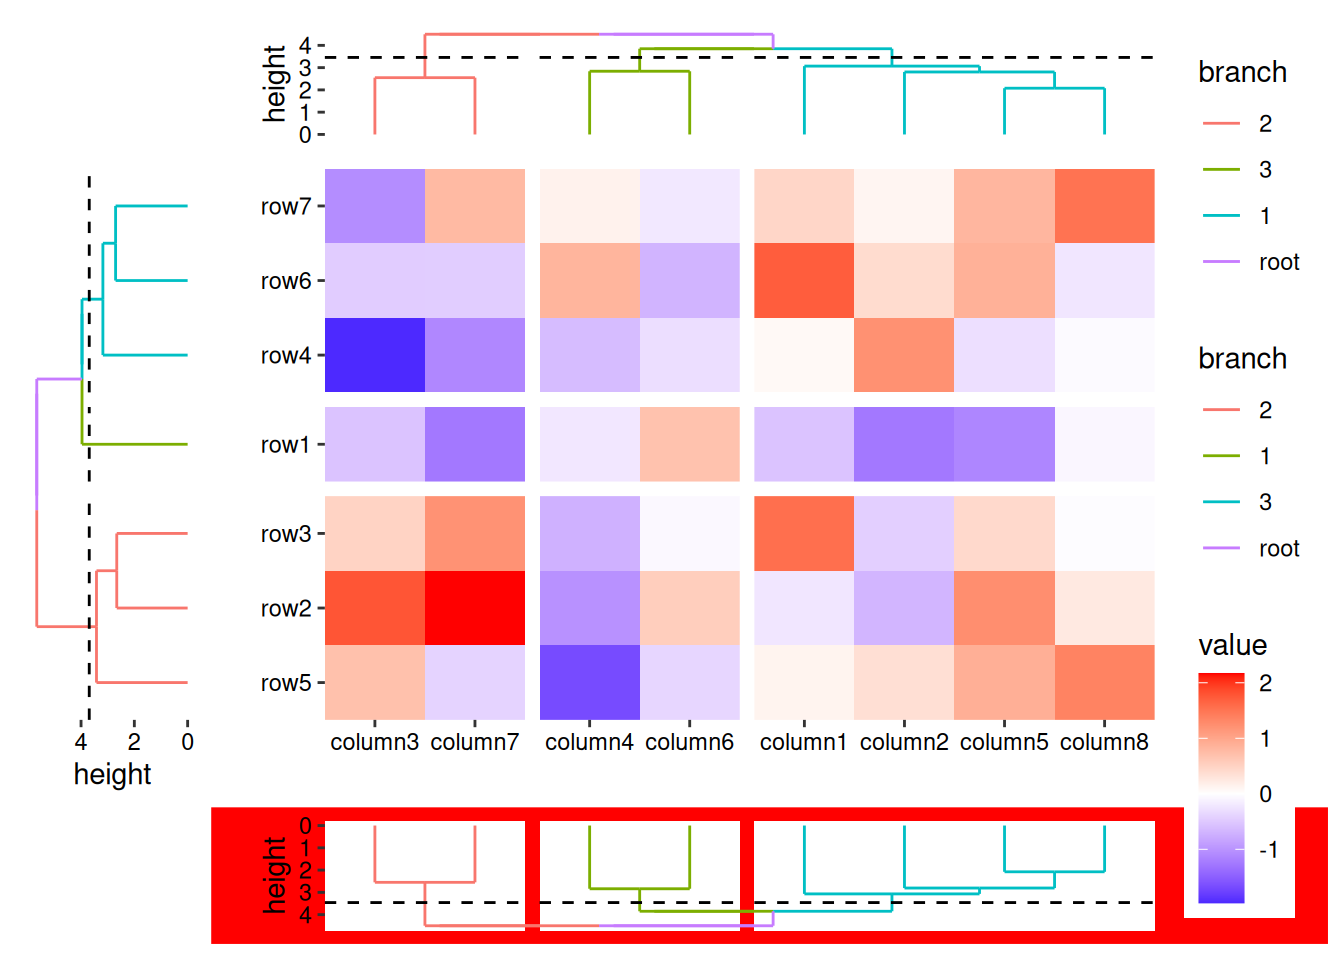 height
4
3
2
1
0
branch
2
3
1
root
row7
row6
row4
row1
row3
row2
row5
4 2 0
height
column3 column7 column4 column6 column1 column2 column5 column8
branch
2
1
3
root
value
2
1
0
-1
height
0
1
2
3
4